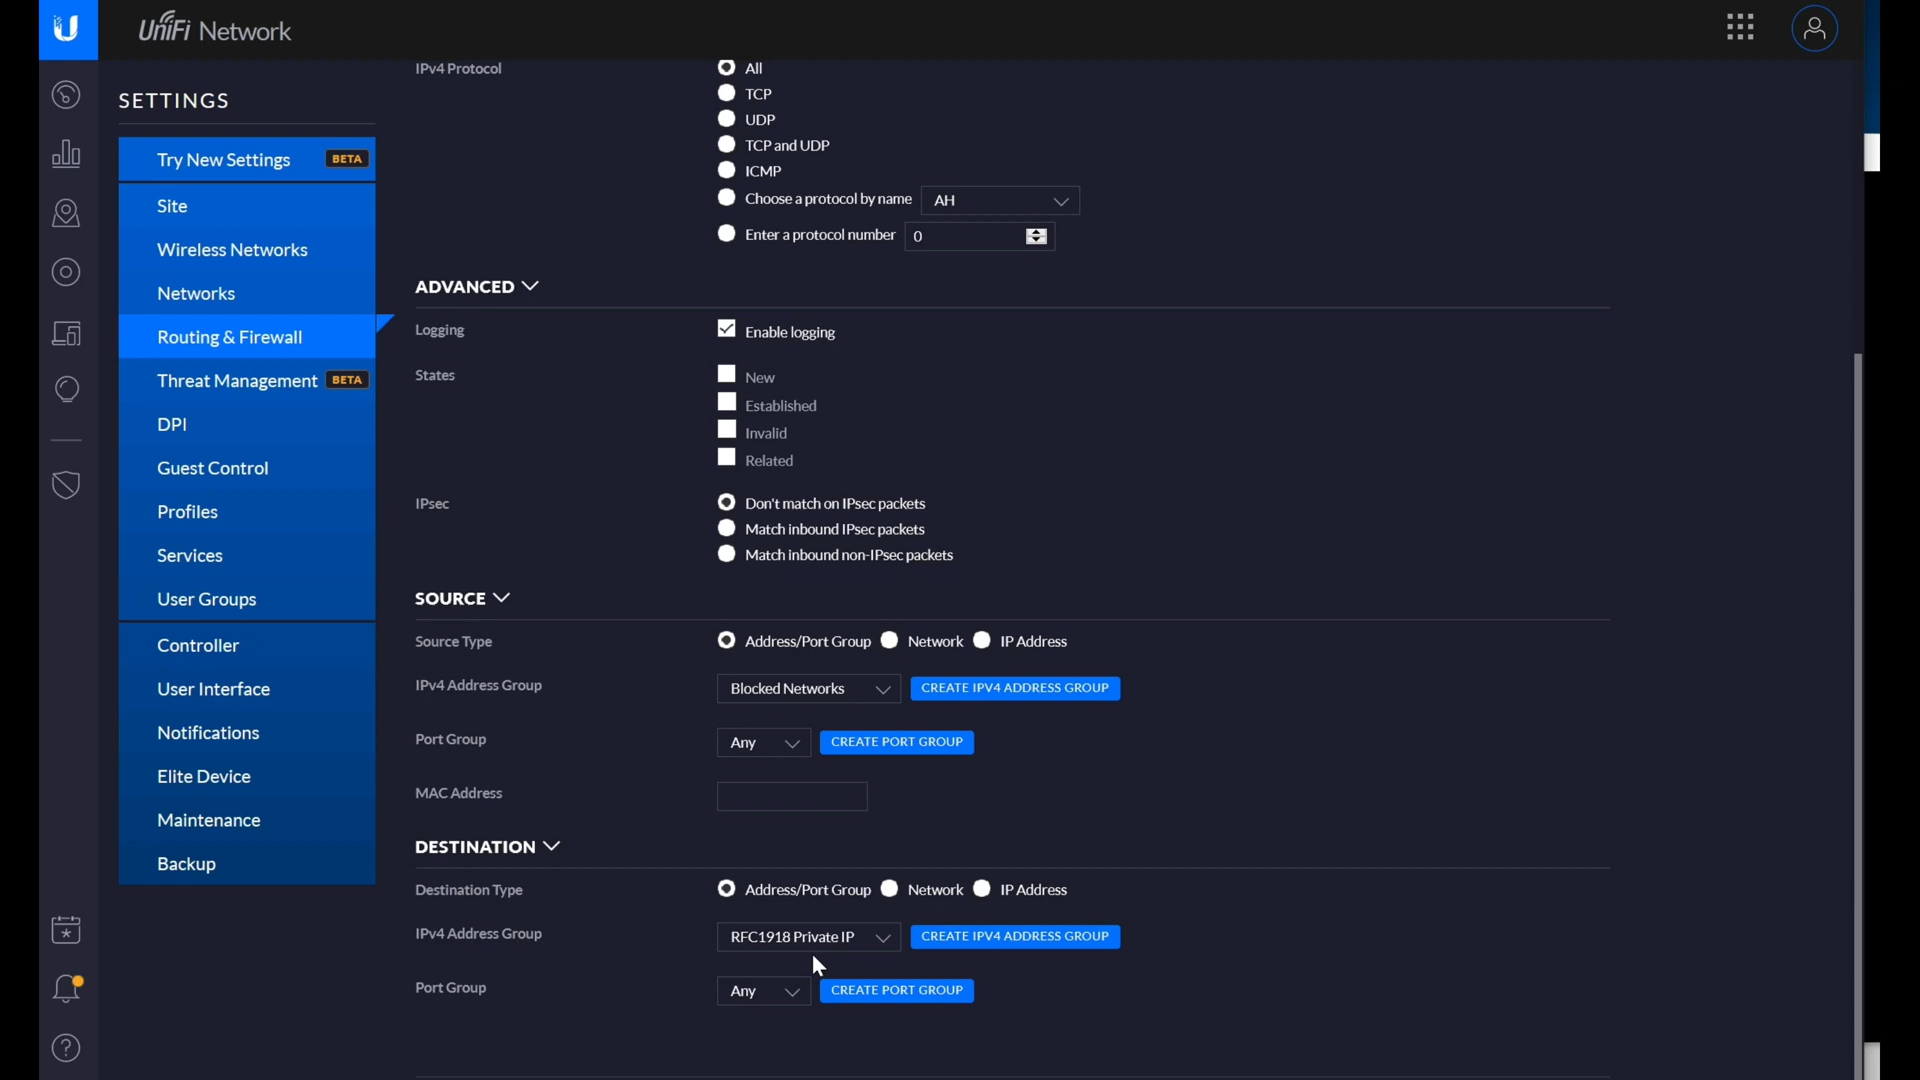 UniFi Network
IPv4 Protocol
All
TCP
UDP
TCP and UDP
ICMP
Choose a protocol by name AH
Enter a protocol number 0
SETTINGS
Try New Settings BETA
Site
Wireless Networks
Networks
Routing & Firewall
Threat Management BETA
DPI
Guest Control
Profiles
Services
User Groups
Controller
User Interface
Notifications
Elite Device
Maintenance
Backup
ADVANCED
Logging Enable logging
States New
Established
Invalid
Related
IPsec Don't match on IPsec packets
Match inbound IPsec packets
Match inbound non-IPsec packets
SOURCE
Source Type Address/Port Group Network IP Address
IPv4 Address Group Blocked Networks CREATE IPV4 ADDRESS GROUP
Port Group Any CREATE PORT GROUP
MAC Address
DESTINATION
Destination Type Address/Port Group Network IP Address
IPv4 Address Group RFC1918 Private IP CREATE IPV4 ADDRESS GROUP
Port Group Any CREATE PORT GROUP